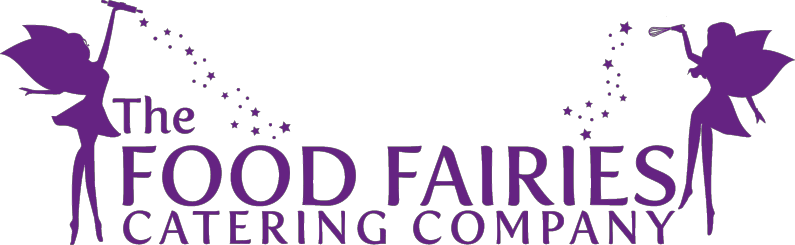 The
FOOD FAIRIES
CATERING COMPANY